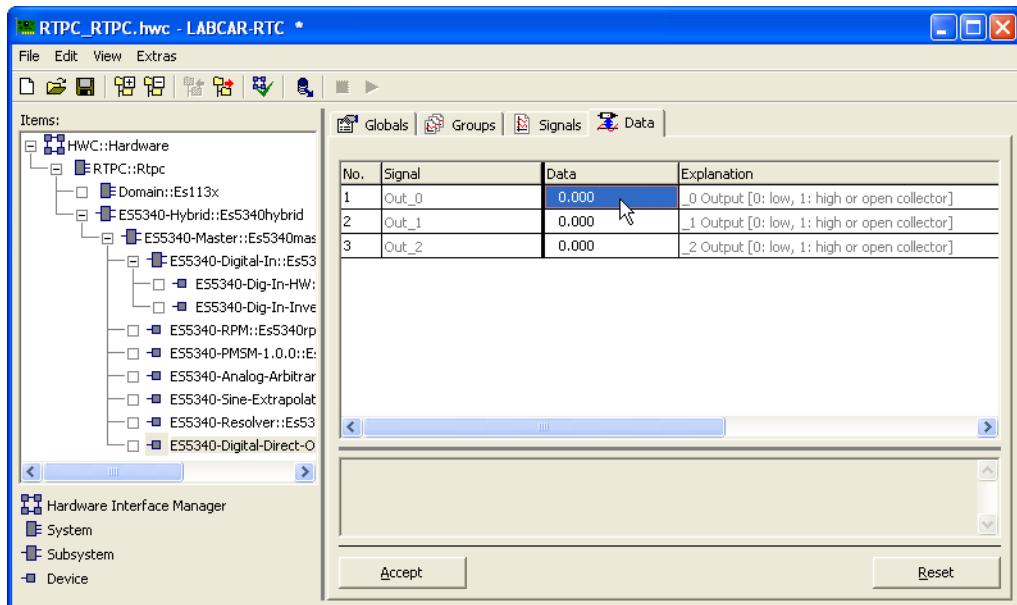 RTPC_RTPC.hwc - LABCAR-RTC *
File Edit View Extras
Items:
HWC::Hardware
RTPC::Rtpc
Domain::Es113x
ES5340-Hybrid::Es5340hybrid
ES5340-Master::Es5340mas
ES5340-Digital-In::Es53
ES5340-Dig-In-HW:
ES5340-Dig-In-Inve
ES5340-RPM::Es5340rp
ES5340-PMSM-1.0.0::E
ES5340-Analog-Arbitrar
ES5340-Sine-Extrapolat
ES5340-Resolver::Es53
ES5340-Digital-Direct-O
Hardware Interface Manager
System
Subsystem
Device
Globals Groups Signals Data
No. Signal Data Explanation
1 Out_0 0.000 _0 Output [0: low, 1: high or open collector]
2 Out_1 0.000 _1 Output [0: low, 1: high or open collector]
3 Out_2 0.000 _2 Output [0: low, 1: high or open collector]
Accept Reset